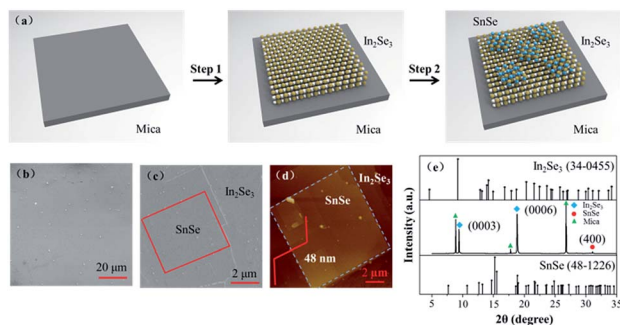 (a)
SnSe
In2Se3
In2Se3
Step 1
Step 2
Mica
Mica
Mica
(b)
20 μm
(c)
In2Se3
SnSe
2 μm
(d)
In2Se3
SnSe
48 nm
2 μm
(e)
In2Se3 (34-0455)
(0003)
(0006)
In2Se3
SnSe
Mica
(400)
SnSe (48-1226)
Intensity (a.u.)
5 10 15 20 25 30 35
2θ (degree)